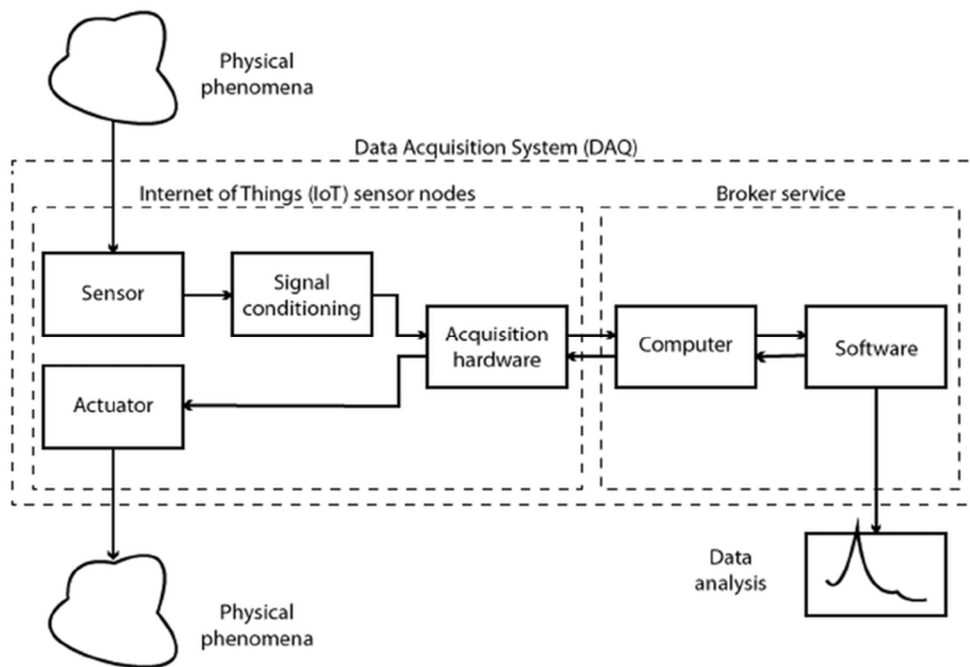 Physical
phenomena
Data Acquisition System (DAQ)
Internet of Things (IoT) sensor nodes
Broker service
Sensor
Signal
conditioning
Acquisition
hardware
Computer
Software
Actuator
Data
analysis
Physical
phenomena